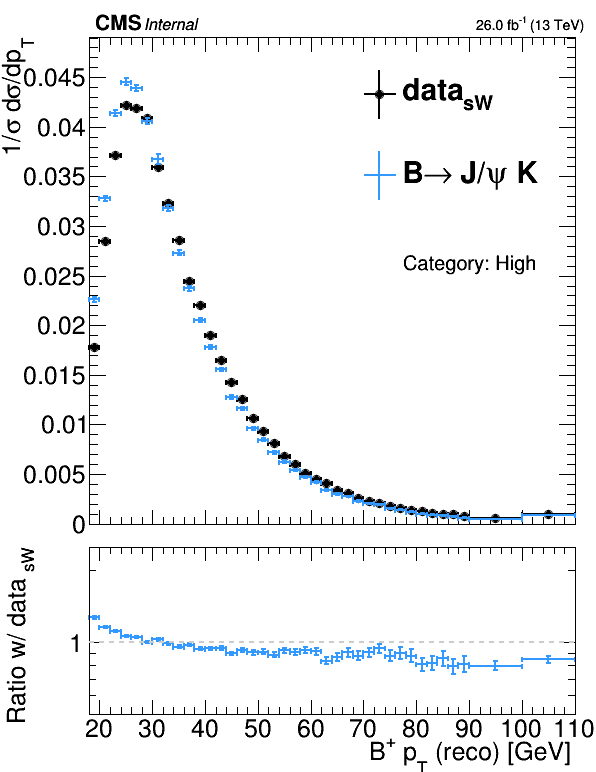 CMS Internal
26.0 fb⁻¹ (13 TeV)
1/σ dσ/dp_T
0.045
0.04
0.035
0.03
0.025
0.02
0.015
0.01
0.005
0
data_sW
B→ J/ψ K
Category: High
Ratio w/ data sW
1
20 30 40 50 60 70 80 90 100 110
B⁺ p_T (reco) [GeV]